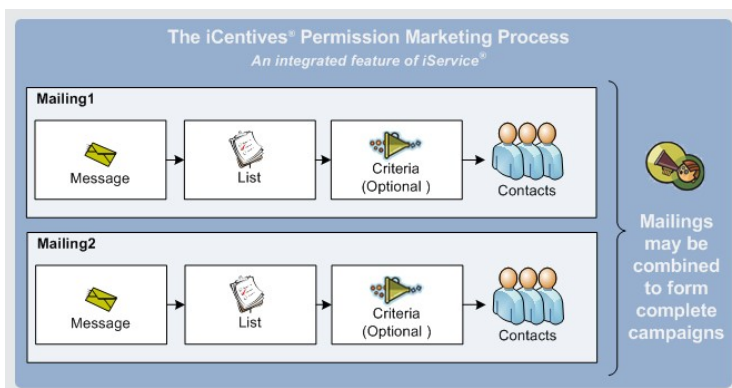 The iCentives® Permission Marketing Process
An integrated feature of iService®
Mailing1
Message
List
Criteria
(Optional )
Contacts
Mailing2
Message
List
Criteria
(Optional )
Contacts
Mailings
may be
combined
to form
complete
campaigns